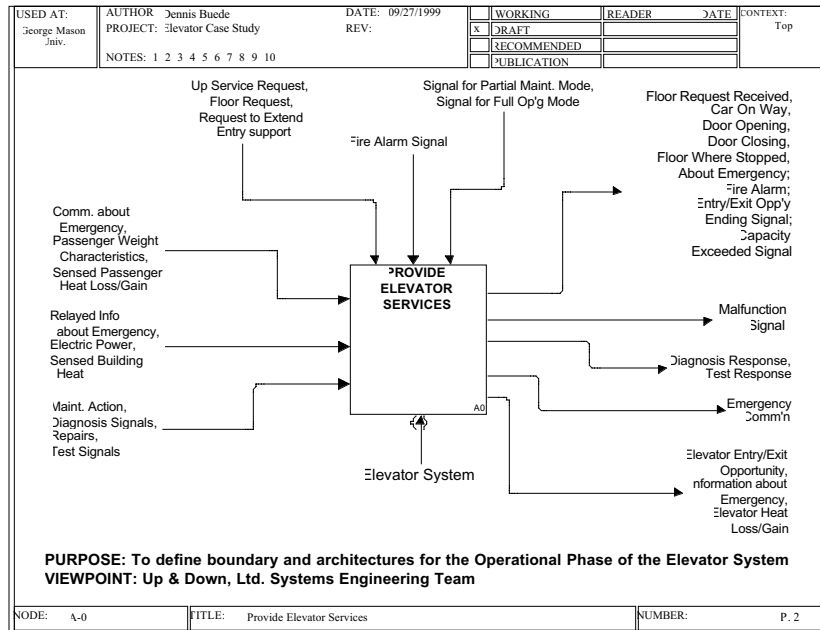 USED AT:
George Mason
Univ.
AUTHOR Dennis Buede
PROJECT: Elevator Case Study
NOTES: 1 2 3 4 5 6 7 8 9 10
DATE: 09/27/1999
REV:
WORKING
x DRAFT
RECOMMENDED
PUBLICATION
READER DATE
CONTEXT:
Top
Up Service Request,
Floor Request,
Request to Extend
Entry support
Fire Alarm Signal
Signal for Partial Maint. Mode,
Signal for Full Op'g Mode
Floor Request Received,
Car On Way,
Door Opening,
Door Closing,
Floor Where Stopped,
About Emergency;
Fire Alarm;
Entry/Exit Opp'y
Ending Signal;
Capacity
Exceeded Signal
Comm. about
Emergency,
Passenger Weight
Characteristics,
Sensed Passenger
Heat Loss/Gain
Relayed Info
about Emergency,
Electric Power,
Sensed Building
Heat
Maint. Action,
Diagnosis Signals,
Repairs,
Test Signals
PROVIDE
ELEVATOR
SERVICES
A0
Malfunction
Signal
Diagnosis Response,
Test Response
Emergency
Comm'n
Elevator Entry/Exit
Opportunity,
Information about
Emergency,
Elevator Heat
Loss/Gain
Elevator System
PURPOSE: To define boundary and architectures for the Operational Phase of the Elevator System
VIEWPOINT: Up & Down, Ltd. Systems Engineering Team
NODE: A-0
TITLE: Provide Elevator Services
NUMBER: P. 2